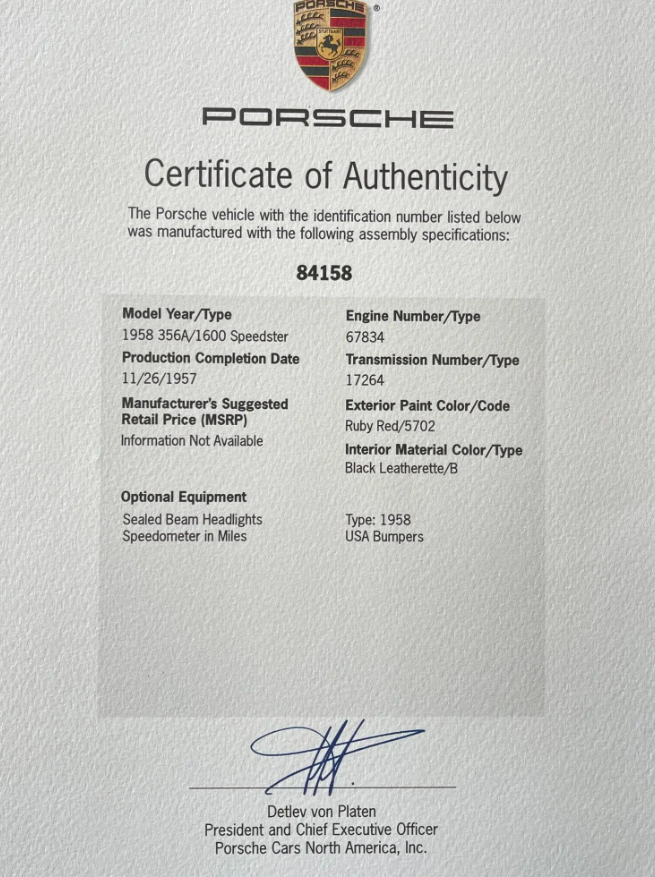 PORSCHE
STUTTGART
®
PORSCHE
Certificate of Authenticity
The Porsche vehicle with the identification number listed below
was manufactured with the following assembly specifications:
84158
Model Year/Type
1958 356A/1600 Speedster
Production Completion Date
11/26/1957
Manufacturer's Suggested
Retail Price (MSRP)
Information Not Available
Engine Number/Type
67834
Transmission Number/Type
17264
Exterior Paint Color/Code
Ruby Red/5702
Interior Material Color/Type
Black Leatherette/B
Optional Equipment
Sealed Beam Headlights
Speedometer in Miles
Type: 1958
USA Bumpers
Detlev von Platen
President and Chief Executive Officer
Porsche Cars North America, Inc.